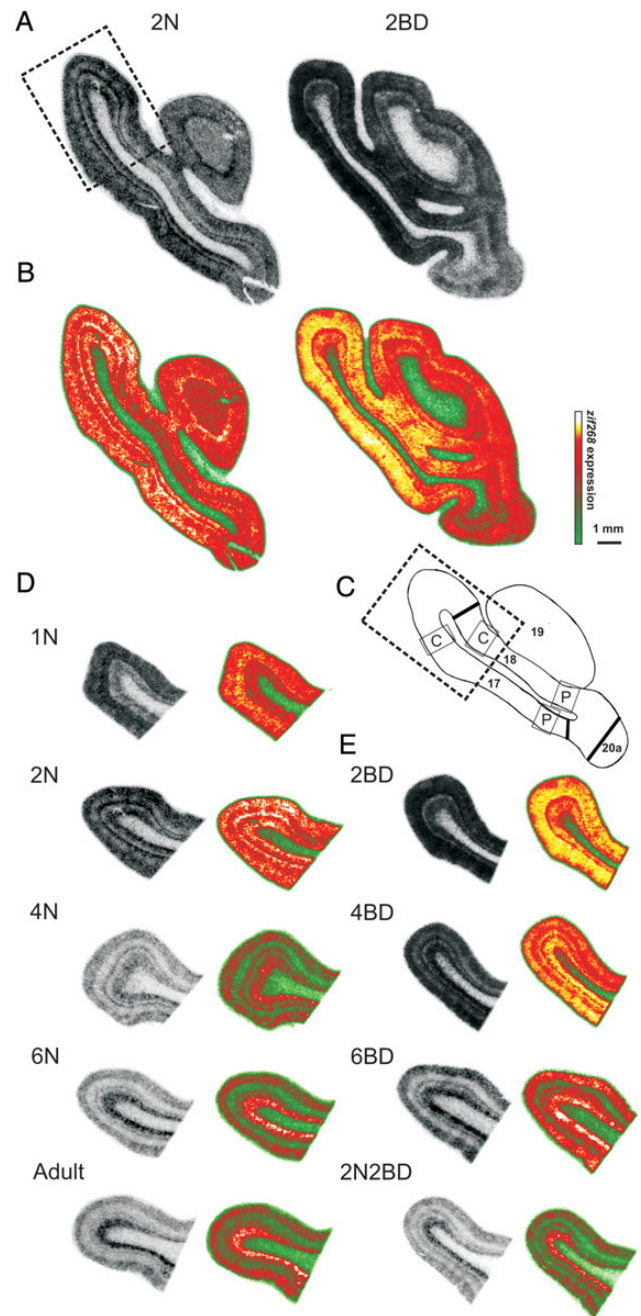 A
2N
2BD
B
zif268 expression
1 mm
D
C
1N
C
C
19
18
17
P
P
20a
E
2N
2BD
4N
4BD
6N
6BD
Adult
2N2BD